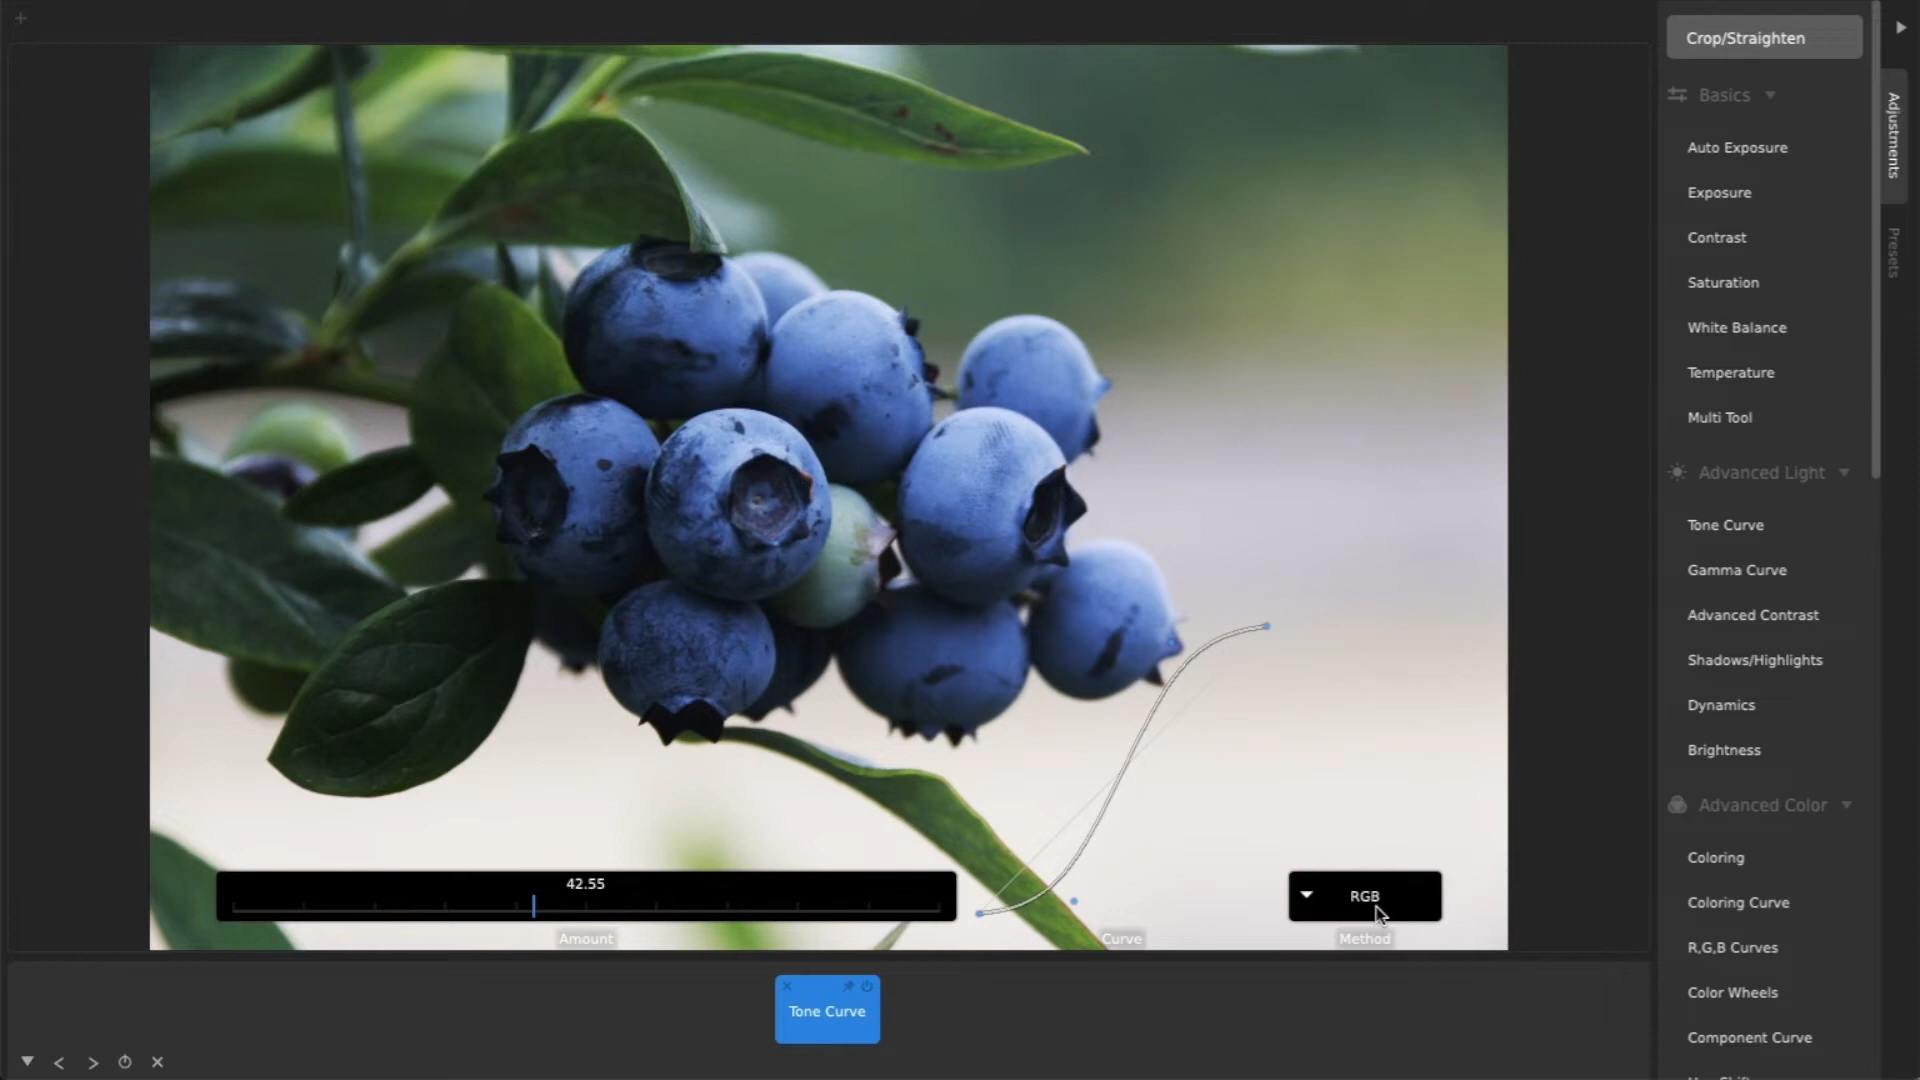 Crop/Straighten
Basics
Auto Exposure
Exposure
Contrast
Saturation
White Balance
Temperature
Multi Tool
Advanced Light
Tone Curve
Gamma Curve
Advanced Contrast
Shadows/Highlights
Dynamics
Brightness
Advanced Color
Coloring
Coloring Curve
R,G,B Curves
Color Wheels
Component Curve
Adjustments
Presets
42.55
Amount
Curve
RGB
Method
Tone Curve